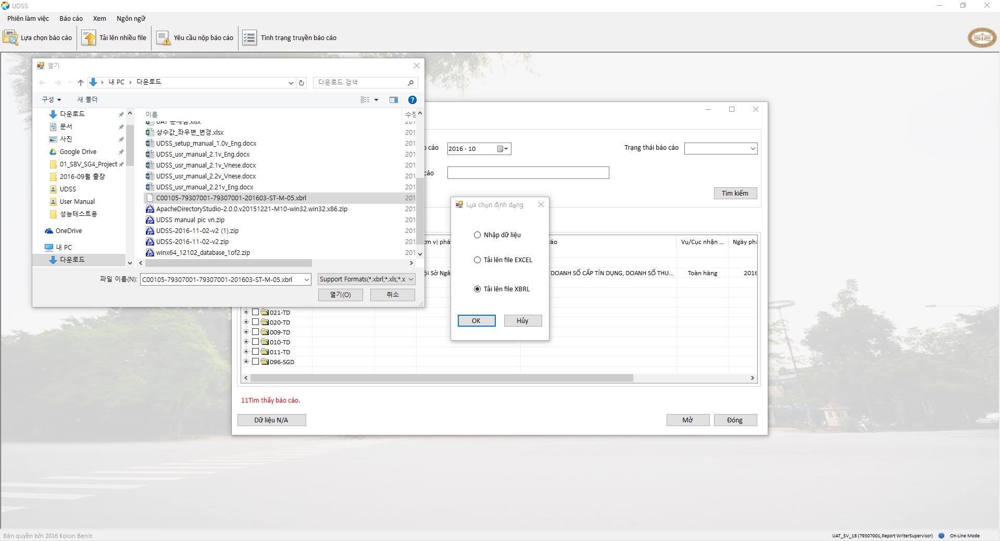 UDSS
Phiên làm việc Báo cáo Xem Ngôn ngữ
Lựa chọn báo cáo Tải lên nhiều file Yêu cầu nộp báo cáo Tình trạng truyền báo cáo
열기
내 PC 다운로드
다운로드 검색
구성 새 폴더
다운로드
문서
사진
Google Drive
01_SBV_SG4_Project
2016-09월 출장
UDSS
User Manual
성능테스트용
OneDrive
내 PC
다운로드
이름 수정
상수값_좌우변_변경.xlsx 201
UDSS_setup_manual_1.0v_Eng.docx 201
UDSS_usr_manual_2.1v_Eng.docx 201
UDSS_usr_manual_2.1v_Vnese.docx 201
UDSS_usr_manual_2.2v_Vnese.docx 201
UDSS_usr_manual_2.21v_Eng.docx 201
C00105-79307001-79307001-201603-ST-M-05.xbrl 201
ApacheDirectoryStudio-2.0.0.v20151221-M10-win32.win32.x86.zip 201
UDSS manual pic vn.zip 201
UDSS-2016-11-02-v2 (1).zip 201
UDSS-2016-11-02-v2.zip 201
winx64_12102_database_1of2.zip 201
파일 이름(N): C00105-79307001-79307001-201603-ST-M-05.xbrl Support Formats(*.xbrl;*.xls;*.x
열기(O) 취소
cáo 2016 - 10 Trạng thái báo cáo
cáo
Tìm kiếm
Lựa chọn định dạng
Nhập dữ liệu
Tải lên file EXCEL
Tải lên file XBRL
OK Hủy
vị phá Vụ/Cục nhận ... Ngày phá
Sở Ngâ DOANH SỐ CẤP TÍN DỤNG, DOANH SỐ THU... Toàn hàng 2016
021-TD
020-TD
009-TD
010-TD
011-TD
096-SGD
11Tìm thấy báo cáo.
Dữ liệu N/A Mở Đóng
Bản quyền bởi 2016 Kolon Benit. UAT_SV_18 (79307001,Report WriterSupervisor) On-Line Mode